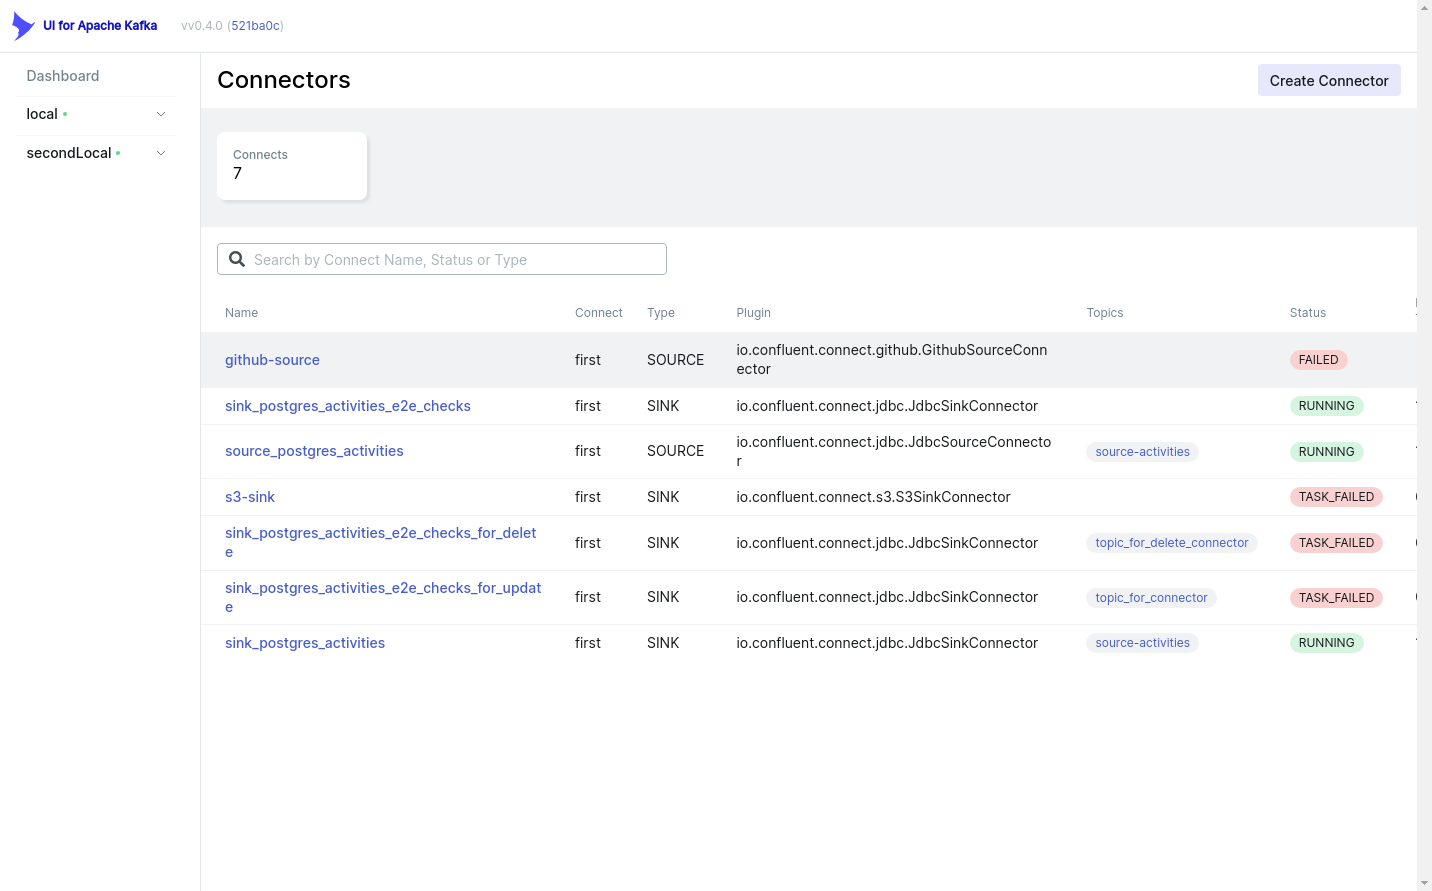 UI for Apache Kafka vv0.4.0 (521ba0c)
Dashboard
local
secondLocal
Connectors
Create Connector
Connects
7
Search by Connect Name, Status or Type
Name Connect Type Plugin Topics Status
github-source first SOURCE io.confluent.connect.github.GithubSourceConn
ector FAILED
sink_postgres_activities_e2e_checks first SINK io.confluent.connect.jdbc.JdbcSinkConnector RUNNING
source_postgres_activities first SOURCE io.confluent.connect.jdbc.JdbcSourceConnecto
r source-activities RUNNING
s3-sink first SINK io.confluent.connect.s3.S3SinkConnector TASK_FAILED
sink_postgres_activities_e2e_checks_for_delet
e first SINK io.confluent.connect.jdbc.JdbcSinkConnector topic_for_delete_connector TASK_FAILED
sink_postgres_activities_e2e_checks_for_updat
e first SINK io.confluent.connect.jdbc.JdbcSinkConnector topic_for_connector TASK_FAILED
sink_postgres_activities first SINK io.confluent.connect.jdbc.JdbcSinkConnector source-activities RUNNING